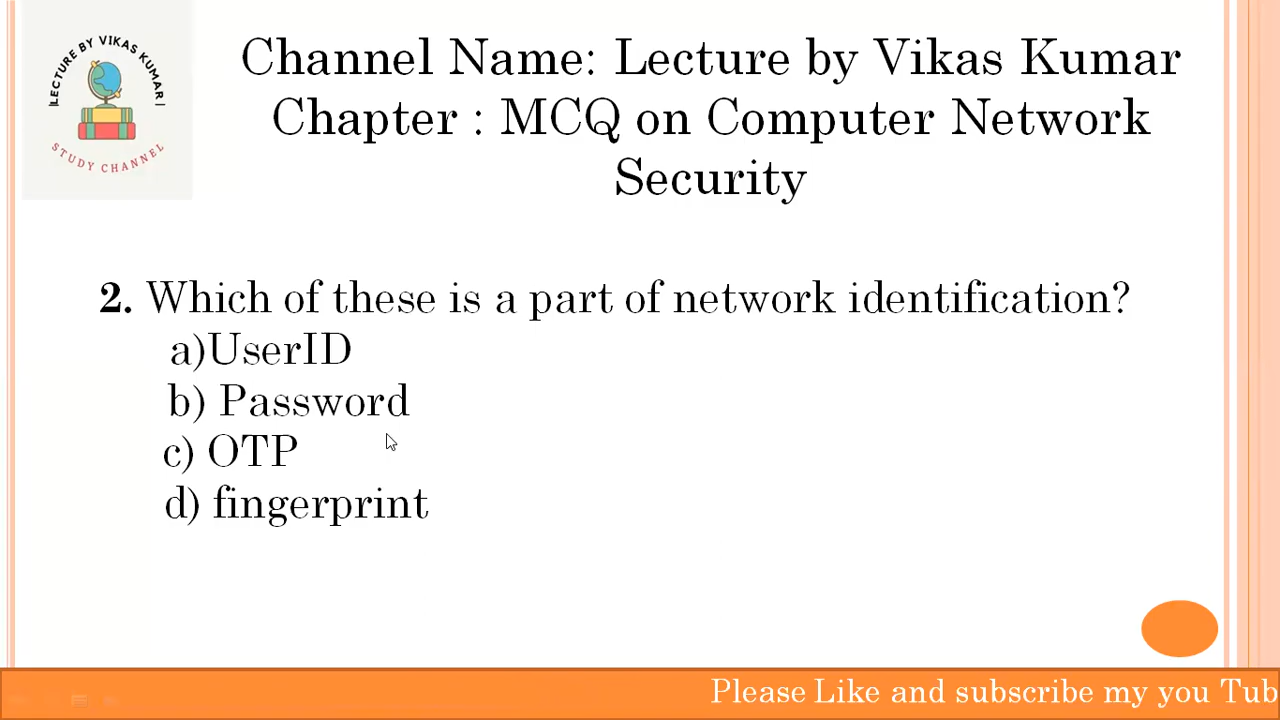 LECTURE BY VIKAS KUMAR
STUDY CHANNEL
Channel Name: Lecture by Vikas Kumar
Chapter : MCQ on Computer Network
Security
2. Which of these is a part of network identification?
a)UserID
b) Password
c) OTP
d) fingerprint
Please Like and subscribe my you Tub